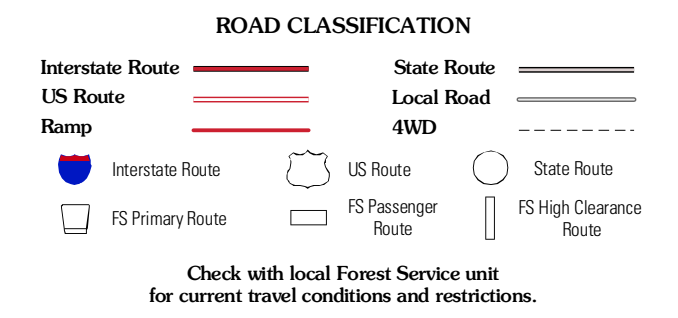 ROAD CLASSIFICATION
Interstate Route
State Route
US Route
Local Road
Ramp
4WD
Interstate Route
US Route
State Route
FS Primary Route
FS Passenger
Route
FS High Clearance
Route
Check with local Forest Service unit
for current travel conditions and restrictions.